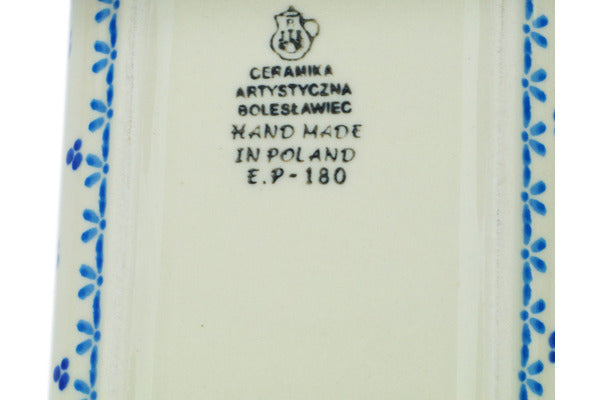 CERAMIKA
ARTYSTYCZNA
BOLESŁAWIEC
HAND MADE
IN POLAND
E.P-180